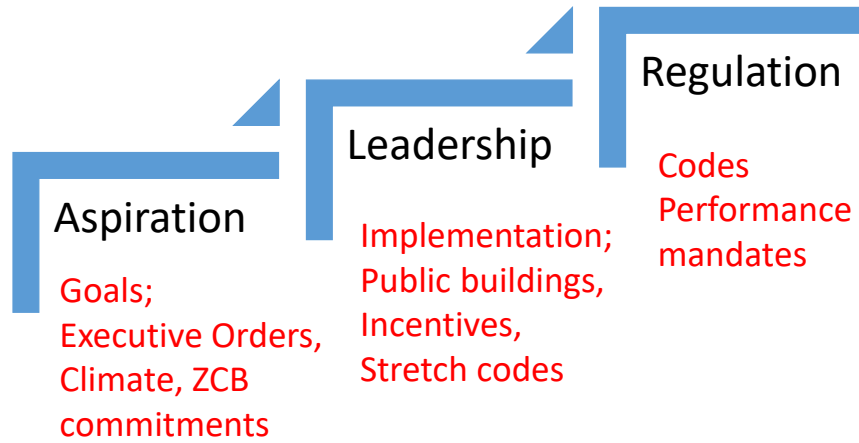 Aspiration
Goals;
Executive Orders,
Climate, ZCB
commitments
Leadership
Implementation;
Public buildings,
Incentives,
Stretch codes
Regulation
Codes
Performance
mandates